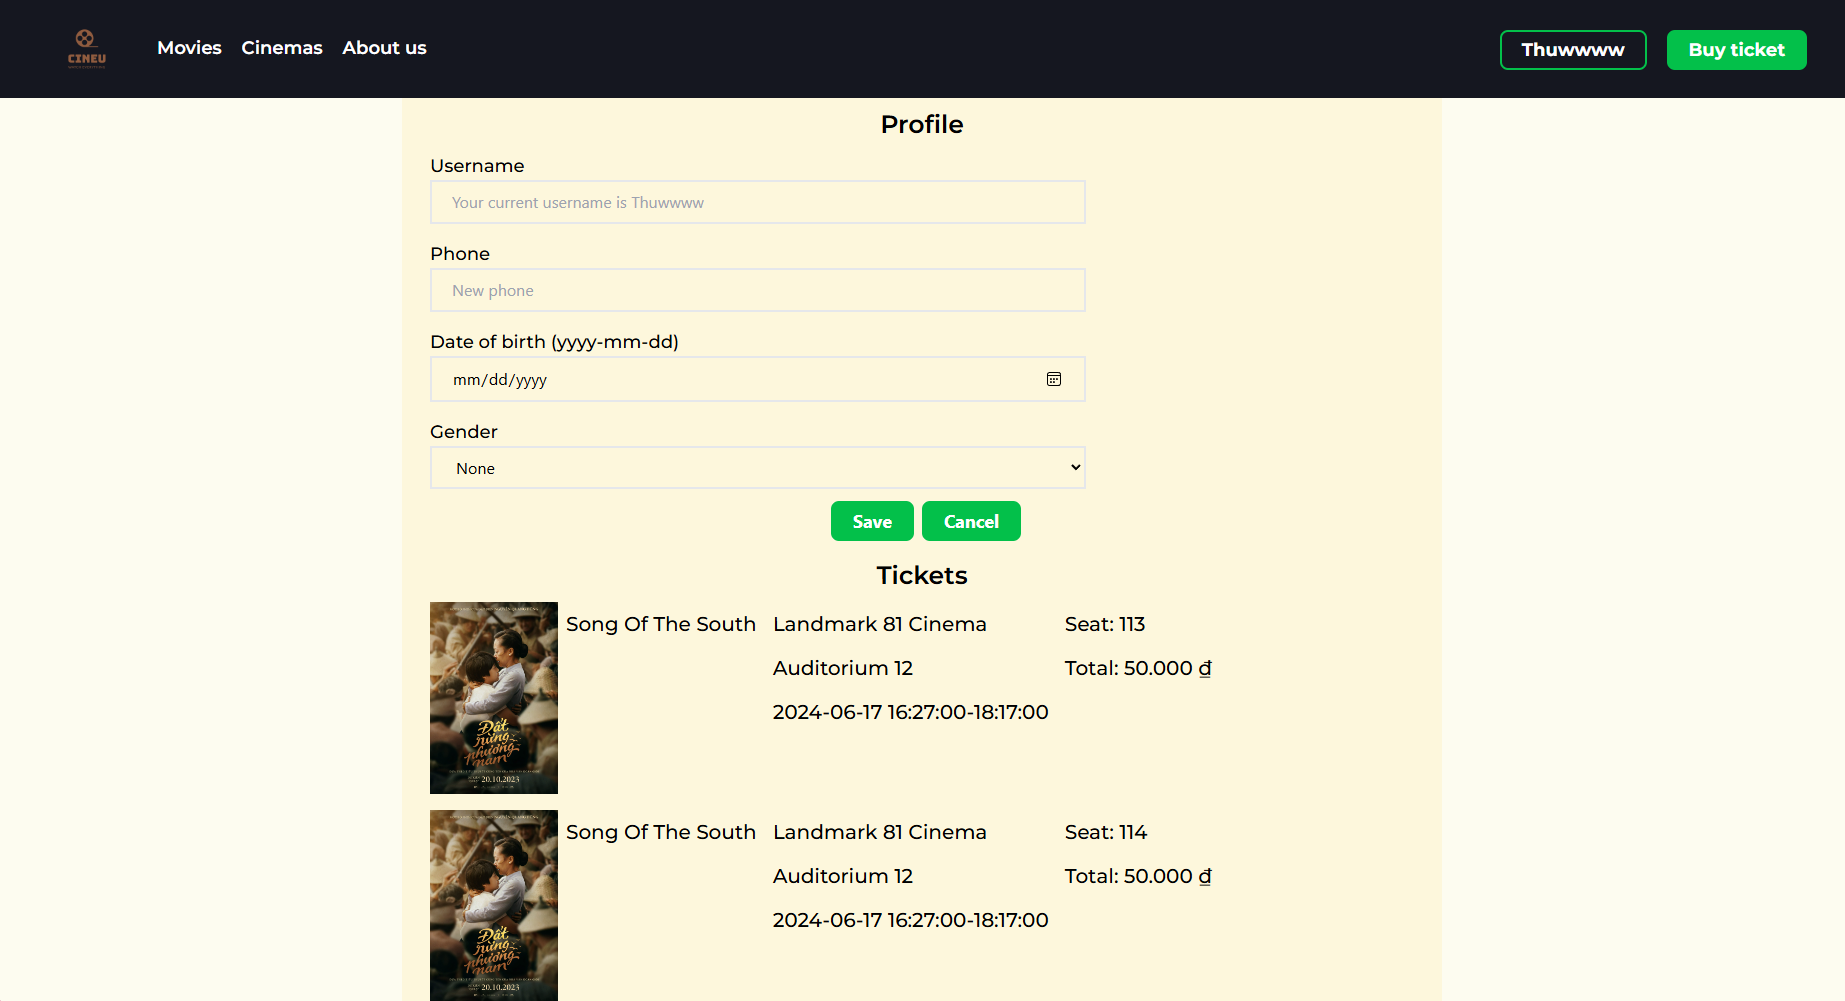 CINEU
Movies Cinemas About us
Thuwwww Buy ticket
Profile
Username
Your current username is Thuwwww
Phone
New phone
Date of birth (yyyy-mm-dd)
mm/dd/yyyy
Gender
None
Save Cancel
Tickets
Song Of The South Landmark 81 Cinema Seat: 113
Auditorium 12 Total: 50.000 ₫
2024-06-17 16:27:00-18:17:00
Đất
rừng
phương
nam
20.10.2023
Song Of The South Landmark 81 Cinema Seat: 114
Auditorium 12 Total: 50.000 ₫
2024-06-17 16:27:00-18:17:00
Đất
rừng
phương
nam
20.10.2023